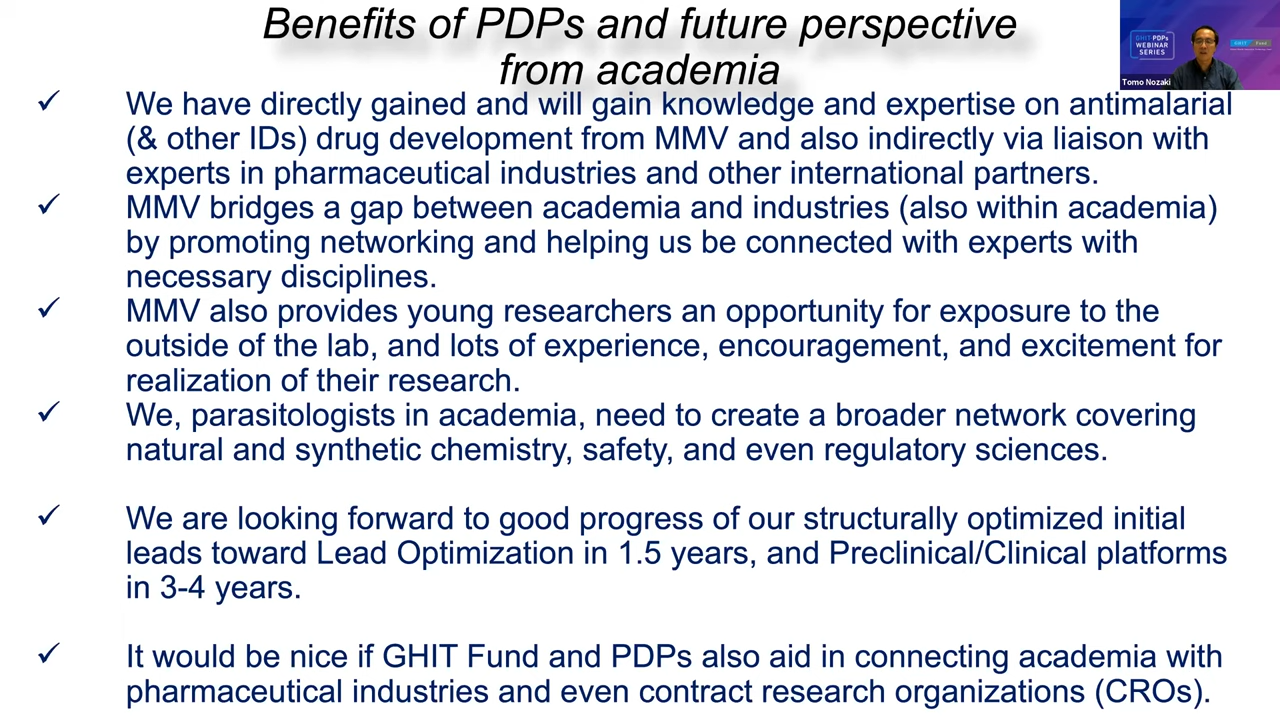 Benefits of PDPs and future perspective
from academia
GHIT PDPs
WEBINAR
SERIES
GHIT Fund
Tomo Nozaki
✓ We have directly gained and will gain knowledge and expertise on antimalarial
(& other IDs) drug development from MMV and also indirectly via liaison with
experts in pharmaceutical industries and other international partners.
✓ MMV bridges a gap between academia and industries (also within academia)
by promoting networking and helping us be connected with experts with
necessary disciplines.
✓ MMV also provides young researchers an opportunity for exposure to the
outside of the lab, and lots of experience, encouragement, and excitement for
realization of their research.
✓ We, parasitologists in academia, need to create a broader network covering
natural and synthetic chemistry, safety, and even regulatory sciences.
✓ We are looking forward to good progress of our structurally optimized initial
leads toward Lead Optimization in 1.5 years, and Preclinical/Clinical platforms
in 3-4 years.
✓ It would be nice if GHIT Fund and PDPs also aid in connecting academia with
pharmaceutical industries and even contract research organizations (CROs).